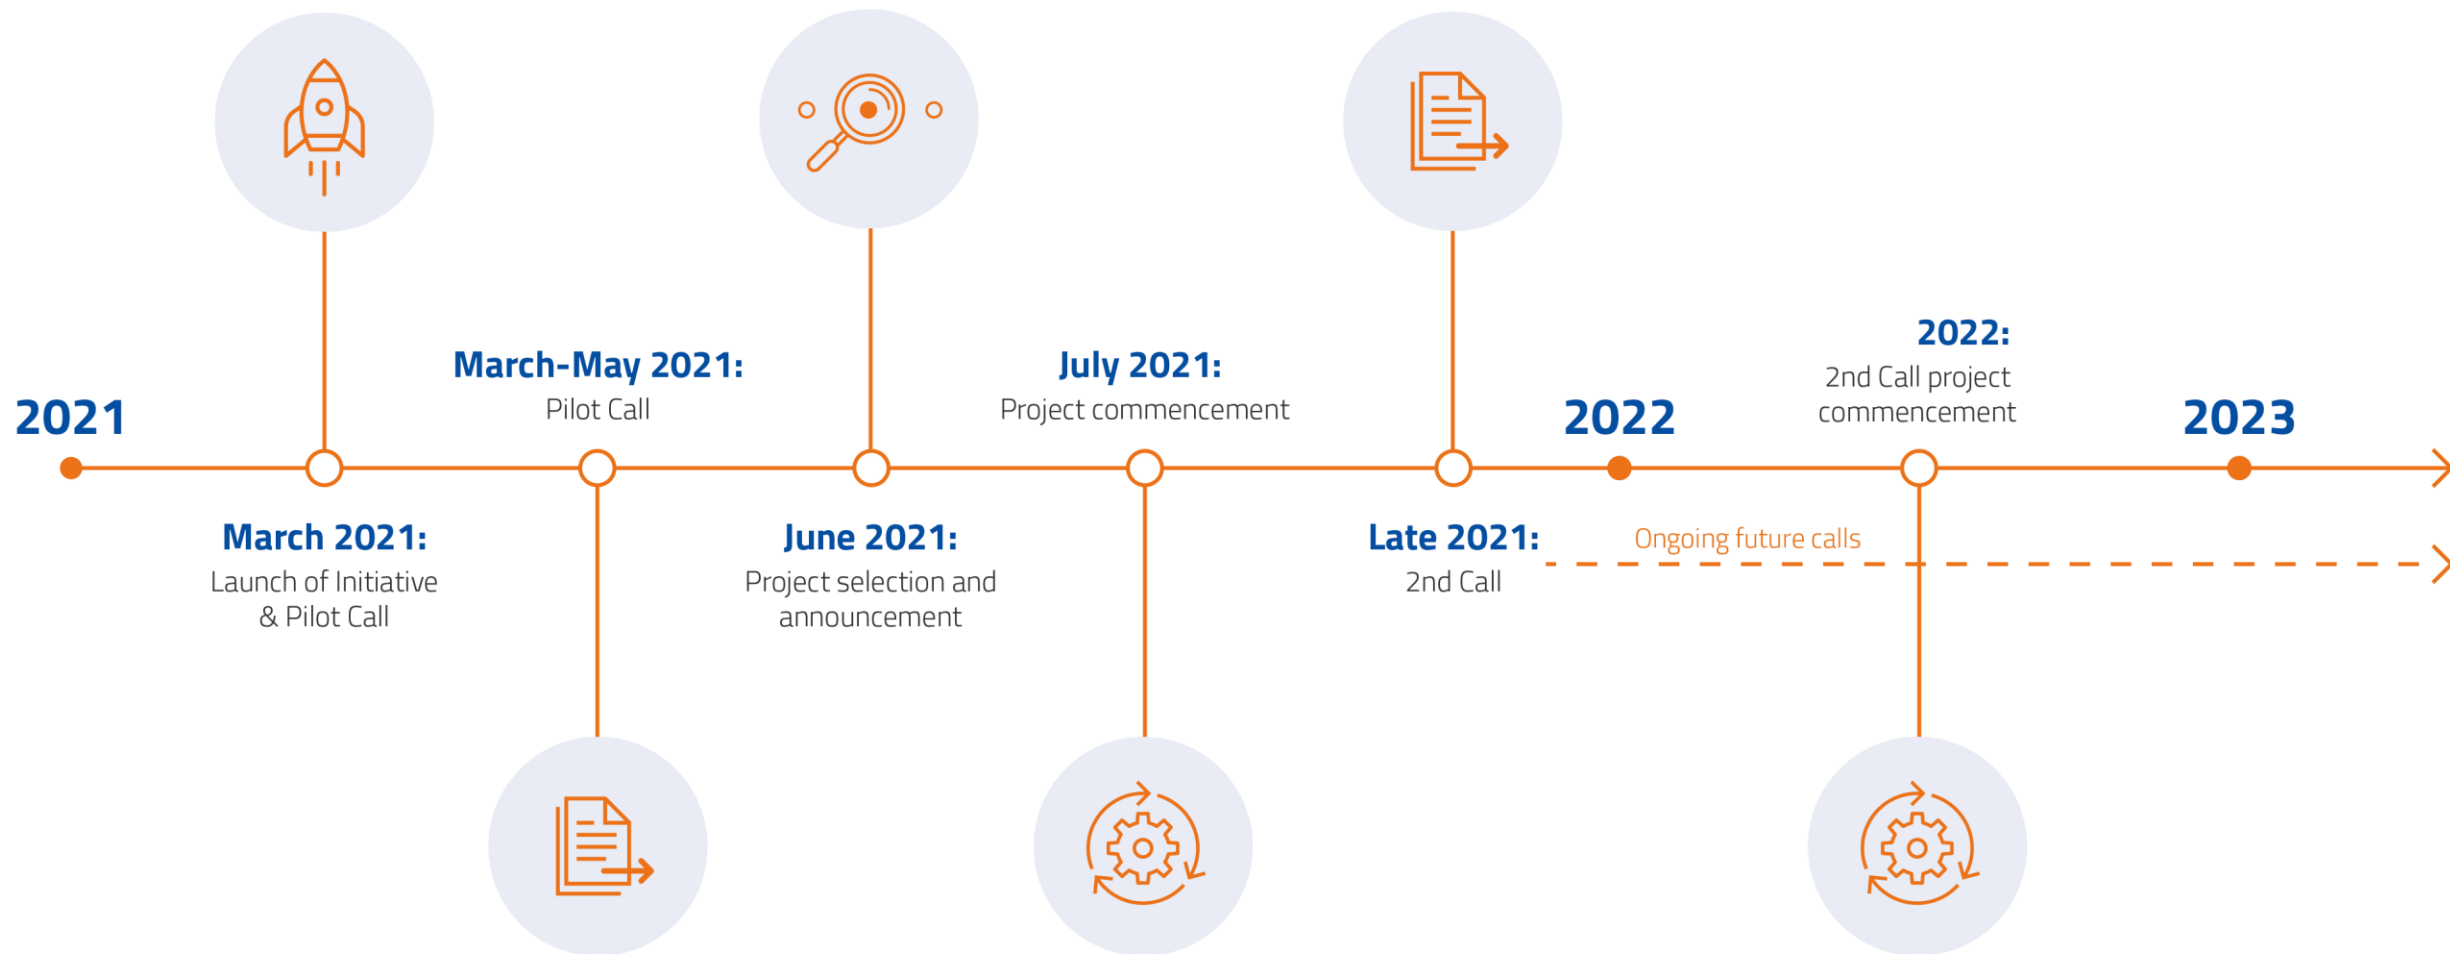 2021
March 2021:
Launch of Initiative
& Pilot Call
March-May 2021:
Pilot Call
June 2021:
Project selection and
announcement
July 2021:
Project commencement
Late 2021:
2nd Call
2022
Ongoing future calls
2022:
2nd Call project
commencement
2023